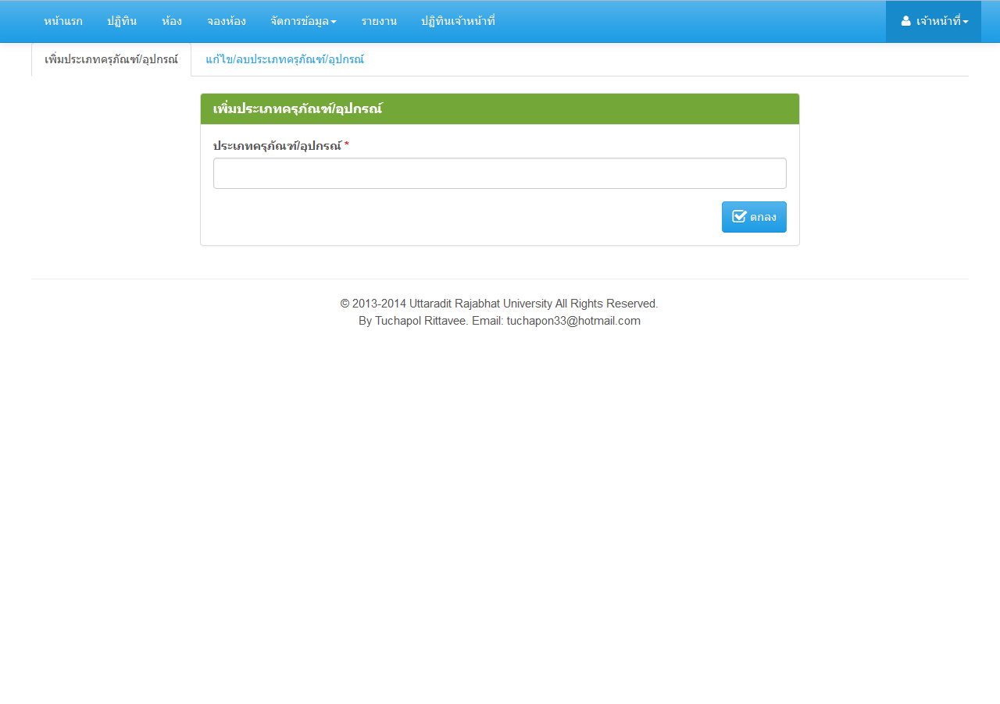 หน้าแรก ปฏิทิน ห้อง จองห้อง จัดการข้อมูล รายงาน ปฏิทินเจ้าหน้าที่ เจ้าหน้าที่
เพิ่มประเภทครุภัณฑ์/อุปกรณ์ แก้ไข/ลบประเภทครุภัณฑ์/อุปกรณ์
เพิ่มประเภทครุภัณฑ์/อุปกรณ์
ประเภทครุภัณฑ์/อุปกรณ์ *
ตกลง
© 2013-2014 Uttaradit Rajabhat University All Rights Reserved.
By Tuchapol Rittavee. Email: tuchapon33@hotmail.com